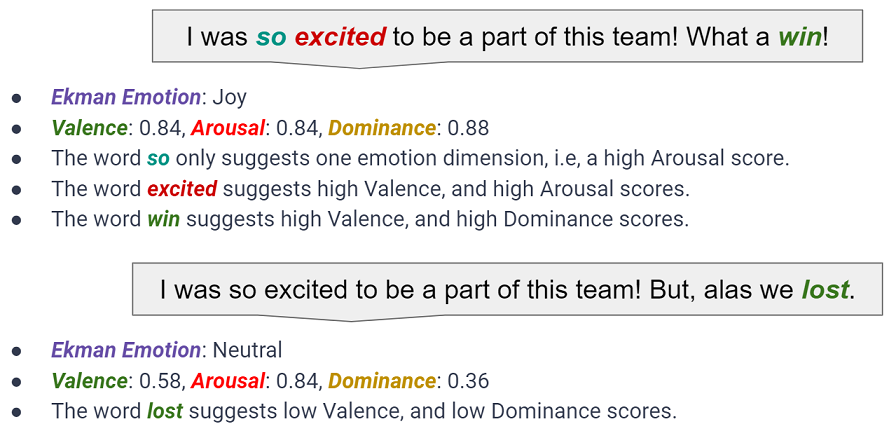 I was so excited to be a part of this team! What a win!
● Ekman Emotion: Joy
● Valence: 0.84, Arousal: 0.84, Dominance: 0.88
● The word so only suggests one emotion dimension, i.e, a high Arousal score.
● The word excited suggests high Valence, and high Arousal scores.
● The word win suggests high Valence, and high Dominance scores.
I was so excited to be a part of this team! But, alas we lost.
● Ekman Emotion: Neutral
● Valence: 0.58, Arousal: 0.84, Dominance: 0.36
● The word lost suggests low Valence, and low Dominance scores.